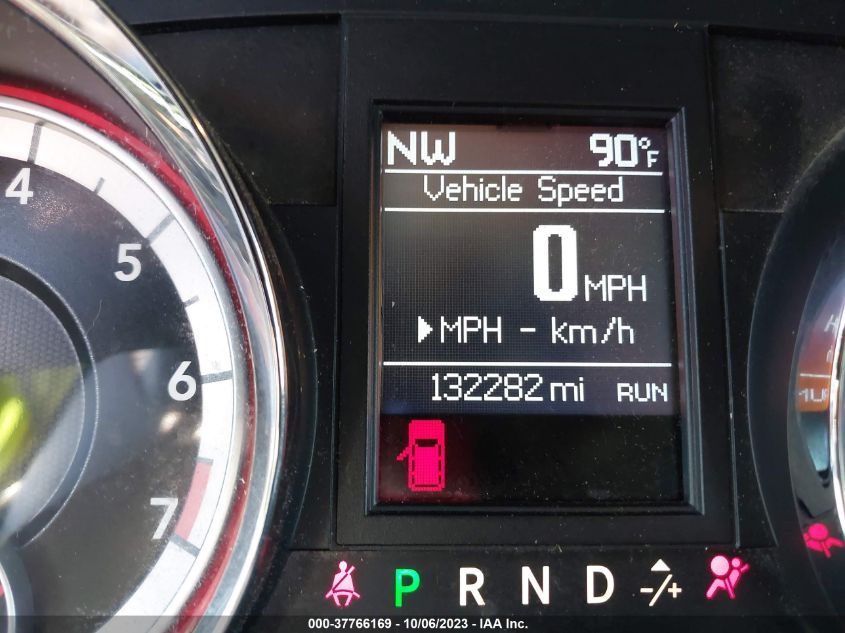 NW 90°F
Vehicle Speed
0 MPH
▶MPH - km/h
132282 mi RUN
4
5
6
7
P R N D -/+
000-37766169 - 10/06/2023 - IAA Inc.